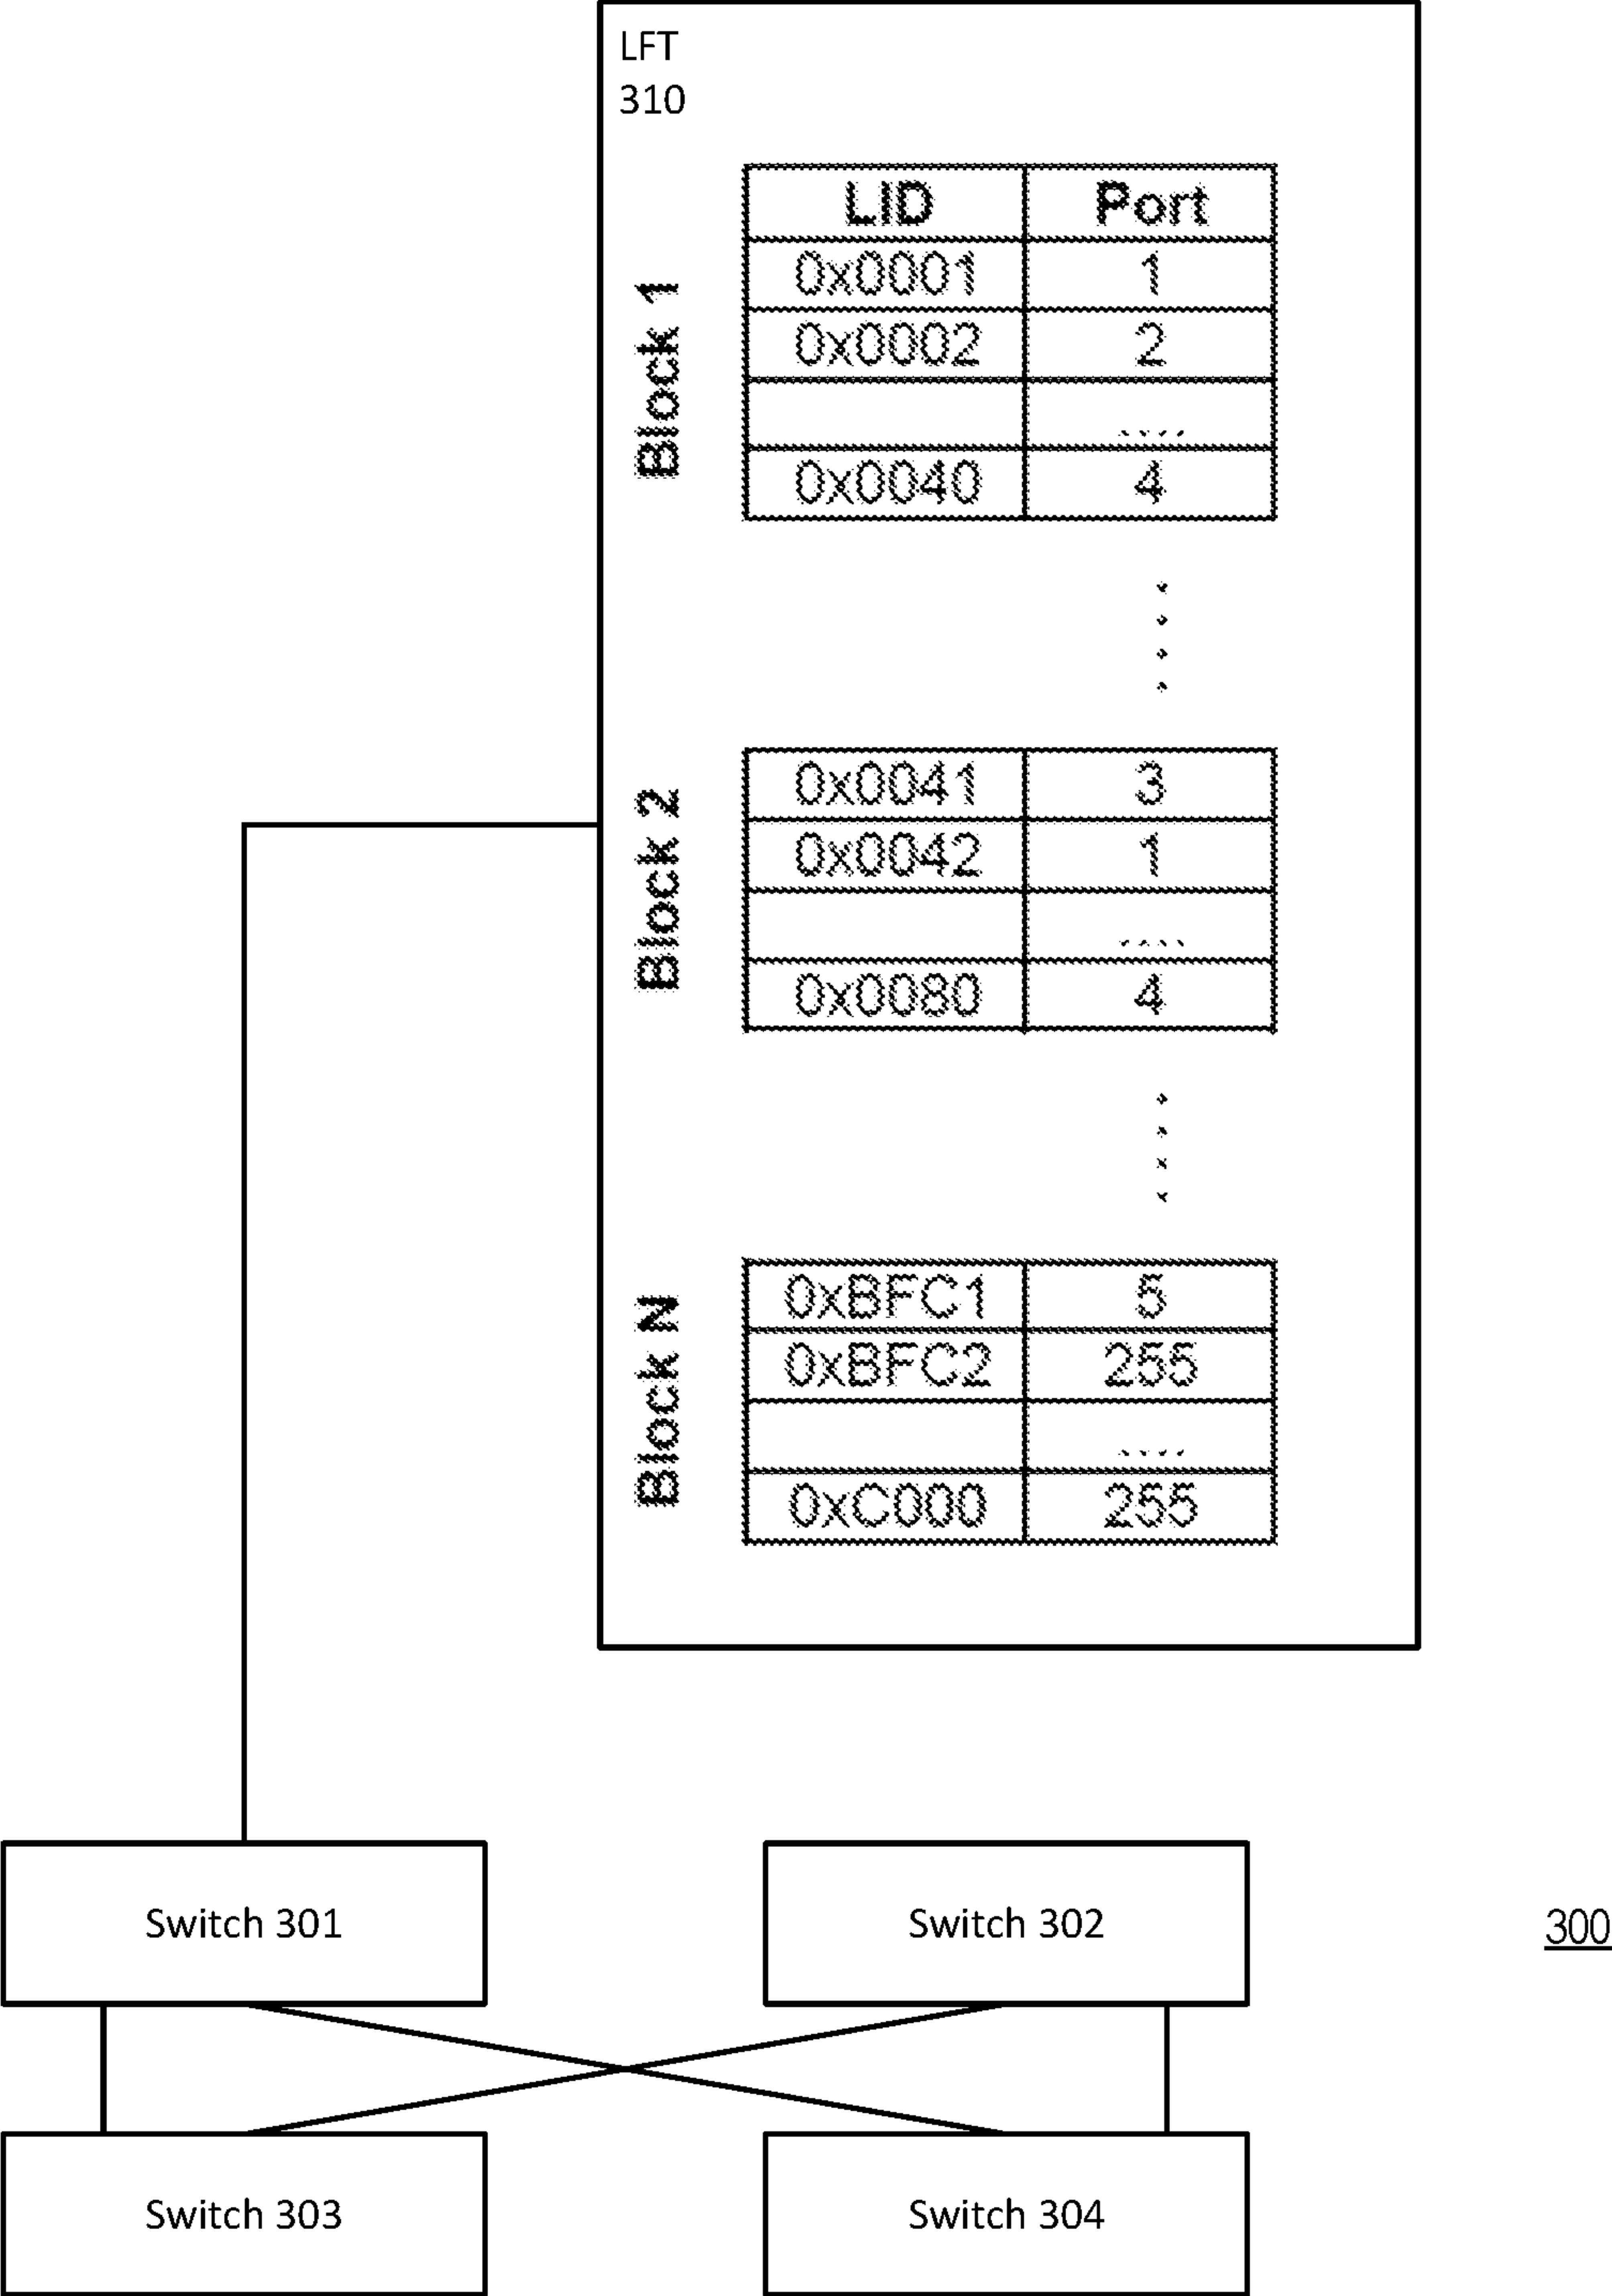 LFT
310
Block 1
LID Port
0x0001 1
0x0002 2
....
0x0040 4
Block 2
0x0041 3
0x0042 1
....
0x0080 4
Block N
0xBFC1 5
0xBFC2 255
....
0xC000 255
Switch 301
Switch 302
300
Switch 303
Switch 304